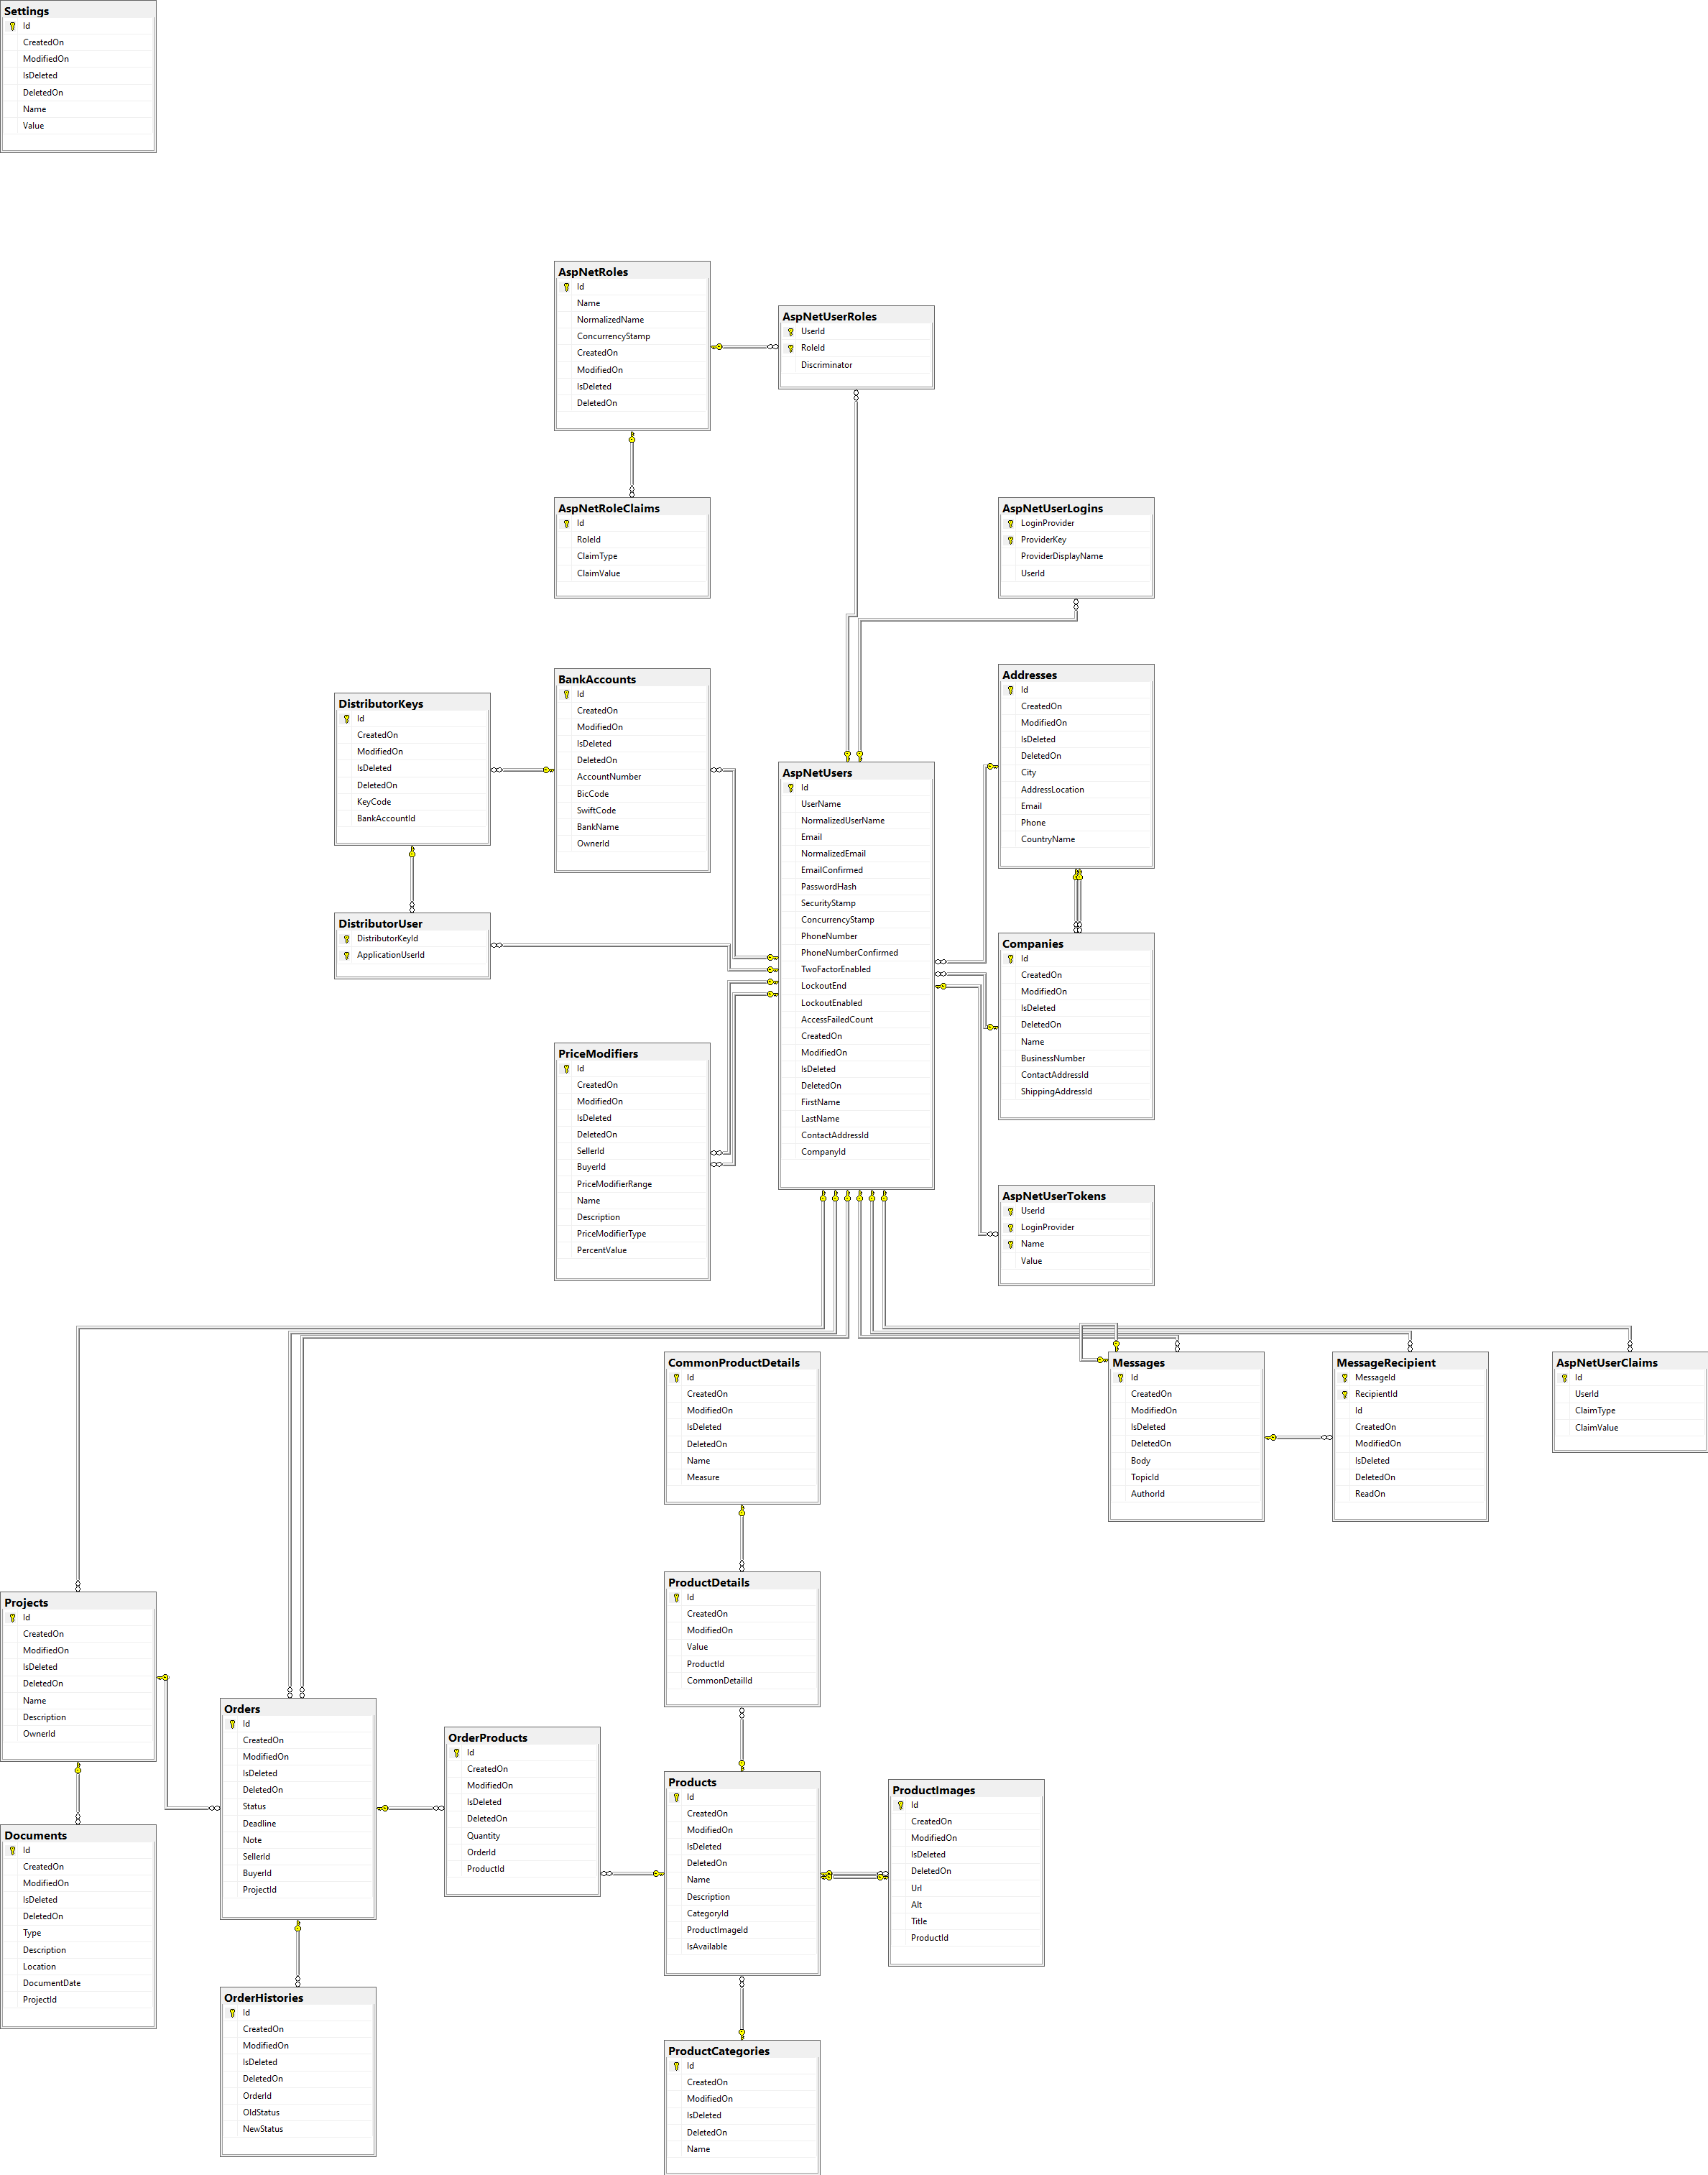 Settings
Id
CreatedOn
ModifiedOn
IsDeleted
DeletedOn
Name
Value
AspNetRoles
Id
Name
NormalizedName
ConcurrencyStamp
CreatedOn
ModifiedOn
IsDeleted
DeletedOn
AspNetUserRoles
UserId
RoleId
Discriminator
AspNetRoleClaims
Id
RoleId
ClaimType
ClaimValue
AspNetUserLogins
LoginProvider
ProviderKey
ProviderDisplayName
UserId
DistributorKeys
Id
CreatedOn
ModifiedOn
IsDeleted
DeletedOn
KeyCode
BankAccountId
BankAccounts
Id
CreatedOn
ModifiedOn
IsDeleted
DeletedOn
AccountNumber
BicCode
SwiftCode
BankName
OwnerId
Addresses
Id
CreatedOn
ModifiedOn
IsDeleted
DeletedOn
City
AddressLocation
Email
Phone
CountryName
AspNetUsers
Id
UserName
NormalizedUserName
Email
NormalizedEmail
EmailConfirmed
PasswordHash
SecurityStamp
ConcurrencyStamp
PhoneNumber
PhoneNumberConfirmed
TwoFactorEnabled
LockoutEnd
LockoutEnabled
AccessFailedCount
CreatedOn
ModifiedOn
IsDeleted
DeletedOn
FirstName
LastName
ContactAddressId
CompanyId
DistributorUser
DistributorKeyId
ApplicationUserId
Companies
Id
CreatedOn
ModifiedOn
IsDeleted
DeletedOn
Name
BusinessNumber
ContactAddressId
ShippingAddressId
PriceModifiers
Id
CreatedOn
ModifiedOn
IsDeleted
DeletedOn
SellerId
BuyerId
PriceModifierRange
Name
Description
PriceModifierType
PercentValue
AspNetUserTokens
UserId
LoginProvider
Name
Value
CommonProductDetails
Id
CreatedOn
ModifiedOn
IsDeleted
DeletedOn
Name
Measure
Messages
Id
CreatedOn
ModifiedOn
IsDeleted
DeletedOn
Body
TopicId
AuthorId
MessageRecipient
MessageId
RecipientId
Id
CreatedOn
ModifiedOn
IsDeleted
DeletedOn
ReadOn
AspNetUserClaims
Id
UserId
ClaimType
ClaimValue
ProductDetails
Id
CreatedOn
ModifiedOn
Value
ProductId
CommonDetailId
Projects
Id
CreatedOn
ModifiedOn
IsDeleted
DeletedOn
Name
Description
OwnerId
Orders
Id
CreatedOn
ModifiedOn
IsDeleted
DeletedOn
Status
Deadline
Note
SellerId
BuyerId
ProjectId
OrderProducts
Id
CreatedOn
ModifiedOn
IsDeleted
DeletedOn
Quantity
OrderId
ProductId
Products
Id
CreatedOn
ModifiedOn
IsDeleted
DeletedOn
Name
Description
CategoryId
ProductImageId
IsAvailable
ProductImages
Id
CreatedOn
ModifiedOn
IsDeleted
DeletedOn
Url
Alt
Title
ProductId
Documents
Id
CreatedOn
ModifiedOn
IsDeleted
DeletedOn
Type
Description
Location
DocumentDate
ProjectId
OrderHistories
Id
CreatedOn
ModifiedOn
IsDeleted
DeletedOn
OrderId
OldStatus
NewStatus
ProductCategories
Id
CreatedOn
ModifiedOn
IsDeleted
DeletedOn
Name